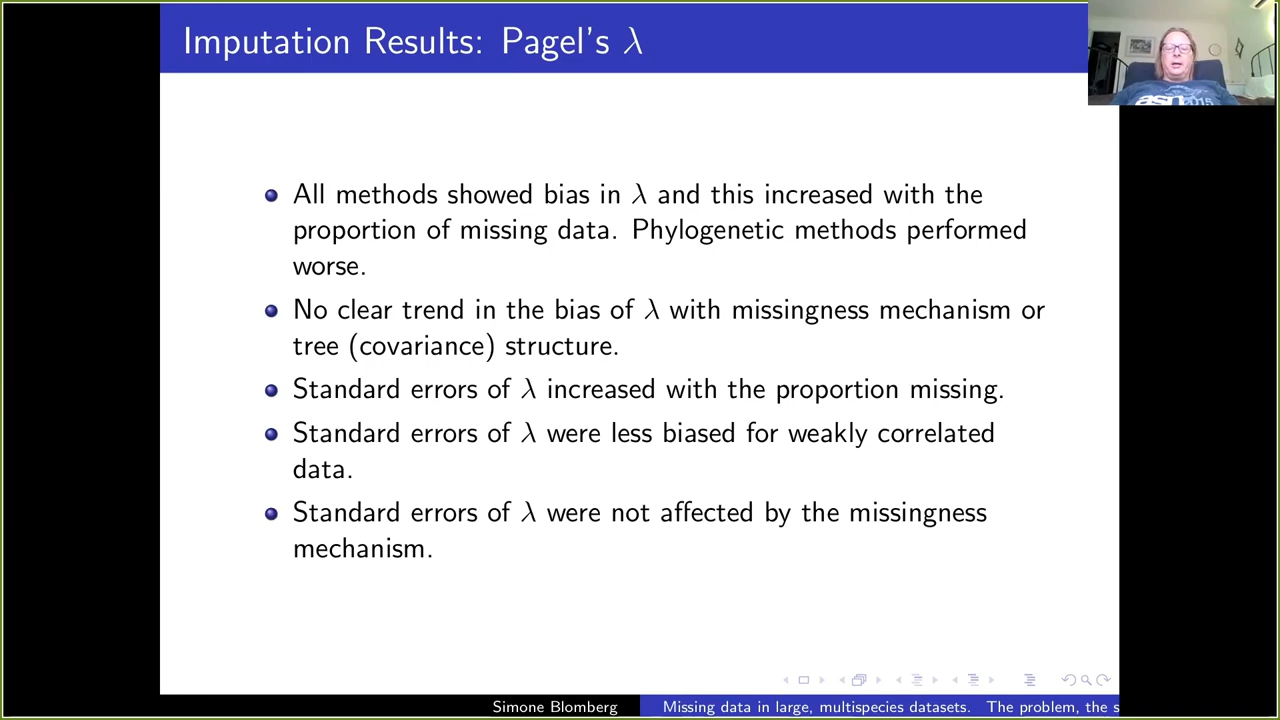 Imputation Results: Pagel's λ
All methods showed bias in λ and this increased with the
proportion of missing data. Phylogenetic methods performed
worse.
No clear trend in the bias of λ with missingness mechanism or
tree (covariance) structure.
Standard errors of λ increased with the proportion missing.
Standard errors of λ were less biased for weakly correlated
data.
Standard errors of λ were not affected by the missingness
mechanism.
Simone Blomberg
Missing data in large, multispecies datasets. The problem, the s
asn 2015